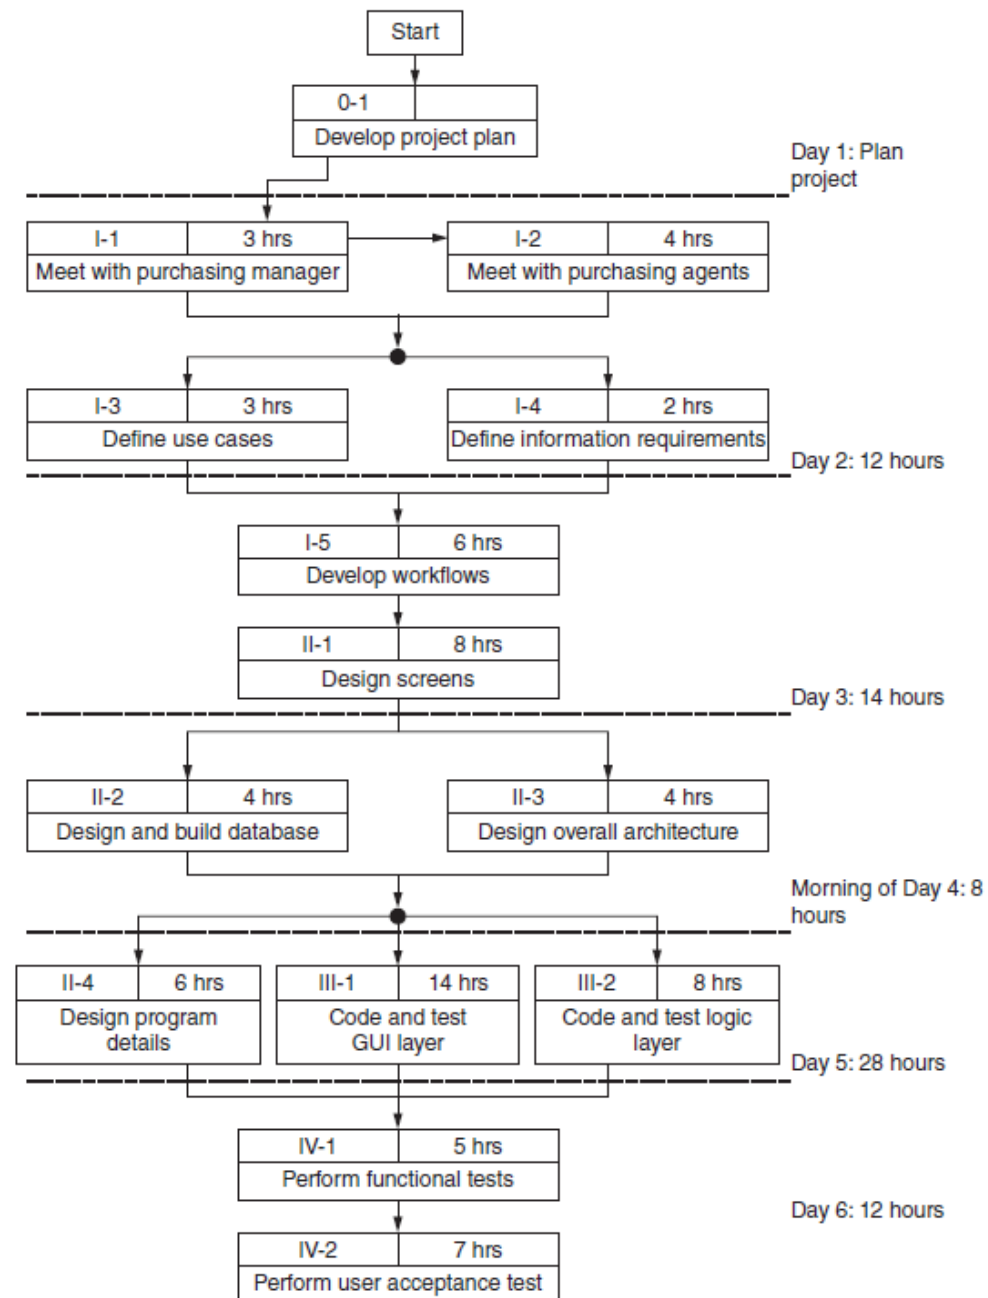 Start
0-1
Develop project plan
Day 1: Plan
project
I-1 3 hrs
Meet with purchasing manager
I-2 4 hrs
Meet with purchasing agents
I-3 3 hrs
Define use cases
I-4 2 hrs
Define information requirements
Day 2: 12 hours
I-5 6 hrs
Develop workflows
II-1 8 hrs
Design screens
Day 3: 14 hours
II-2 4 hrs
Design and build database
II-3 4 hrs
Design overall architecture
Morning of Day 4: 8
hours
II-4 6 hrs
Design program
details
III-1 14 hrs
Code and test
GUI layer
III-2 8 hrs
Code and test logic
layer
Day 5: 28 hours
IV-1 5 hrs
Perform functional tests
Day 6: 12 hours
IV-2 7 hrs
Perform user acceptance test